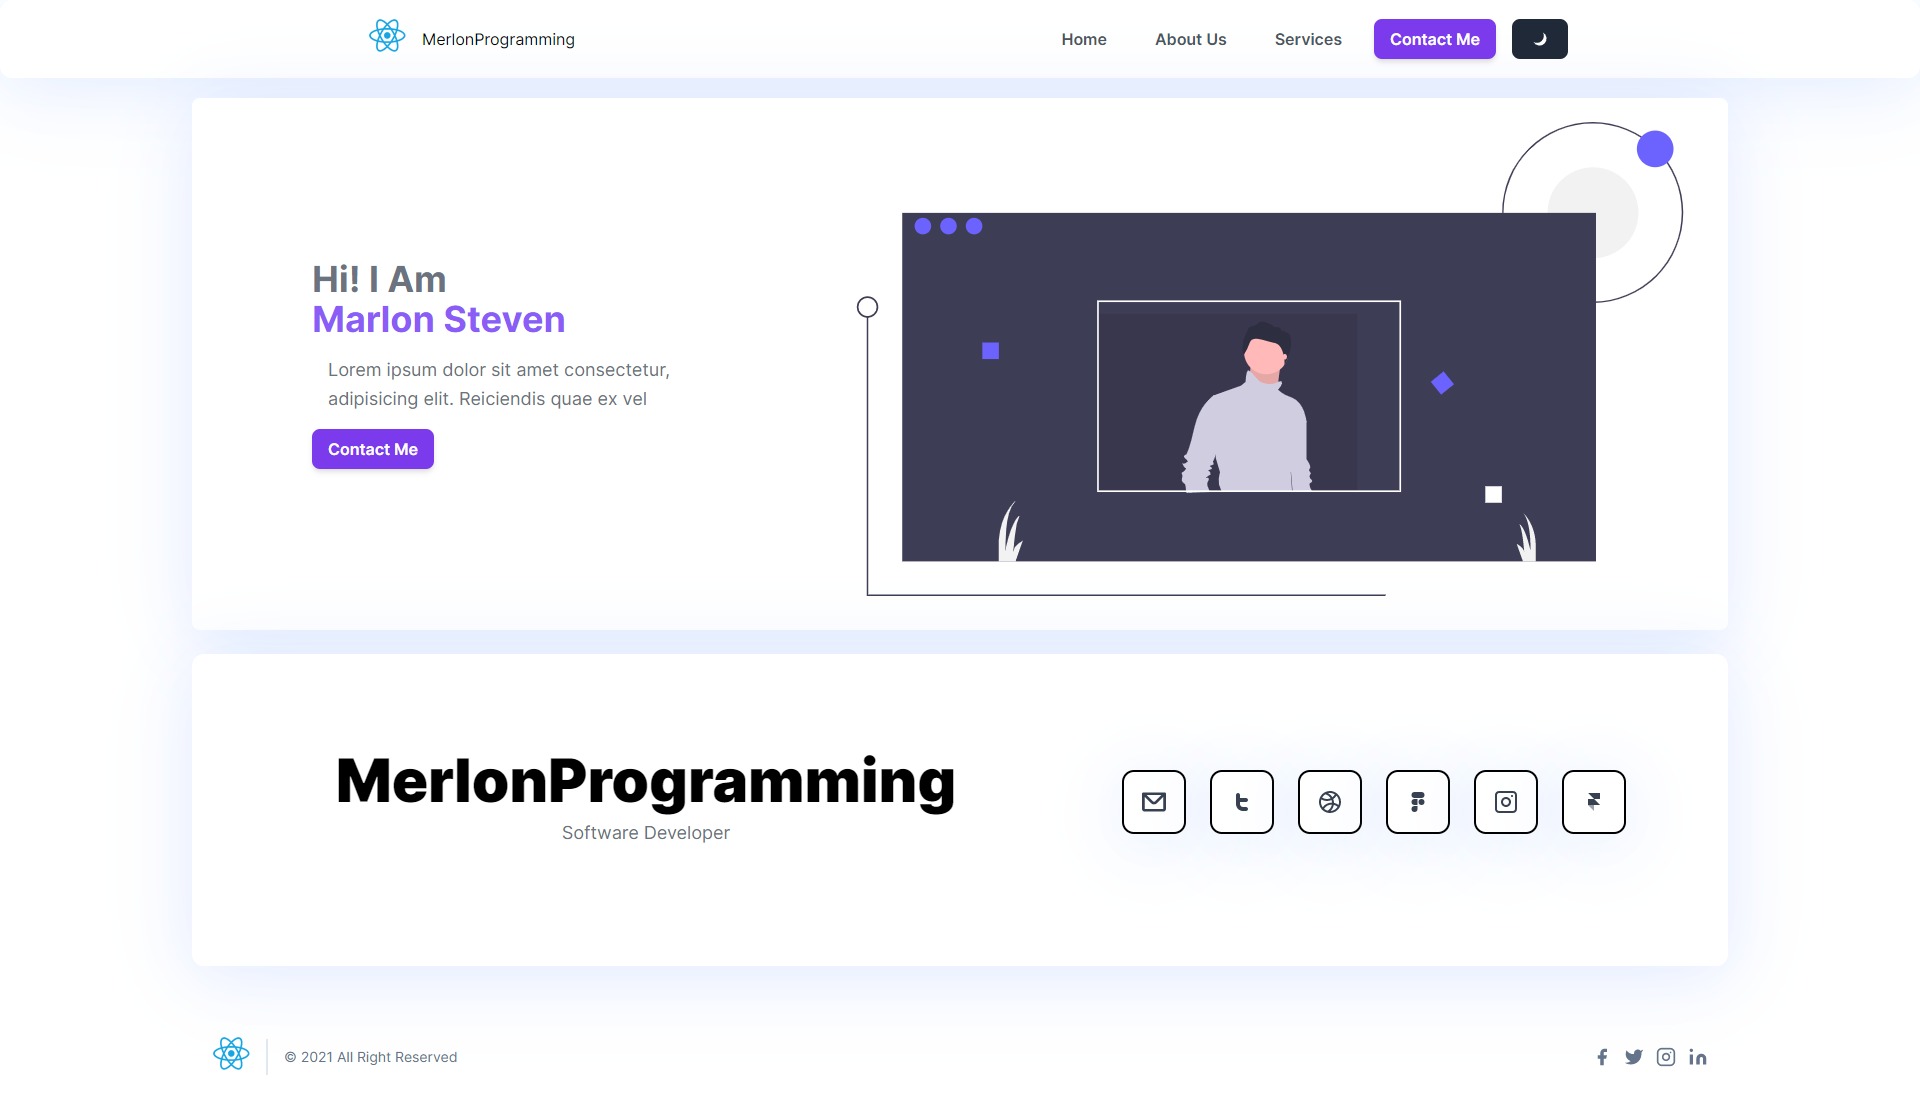 MerlonProgramming
Home
About Us
Services
Contact Me
Hi! I Am
Marlon Steven
Lorem ipsum dolor sit amet consectetur,
adipisicing elit. Reiciendis quae ex vel
Contact Me
MerlonProgramming
Software Developer
© 2021 All Right Reserved